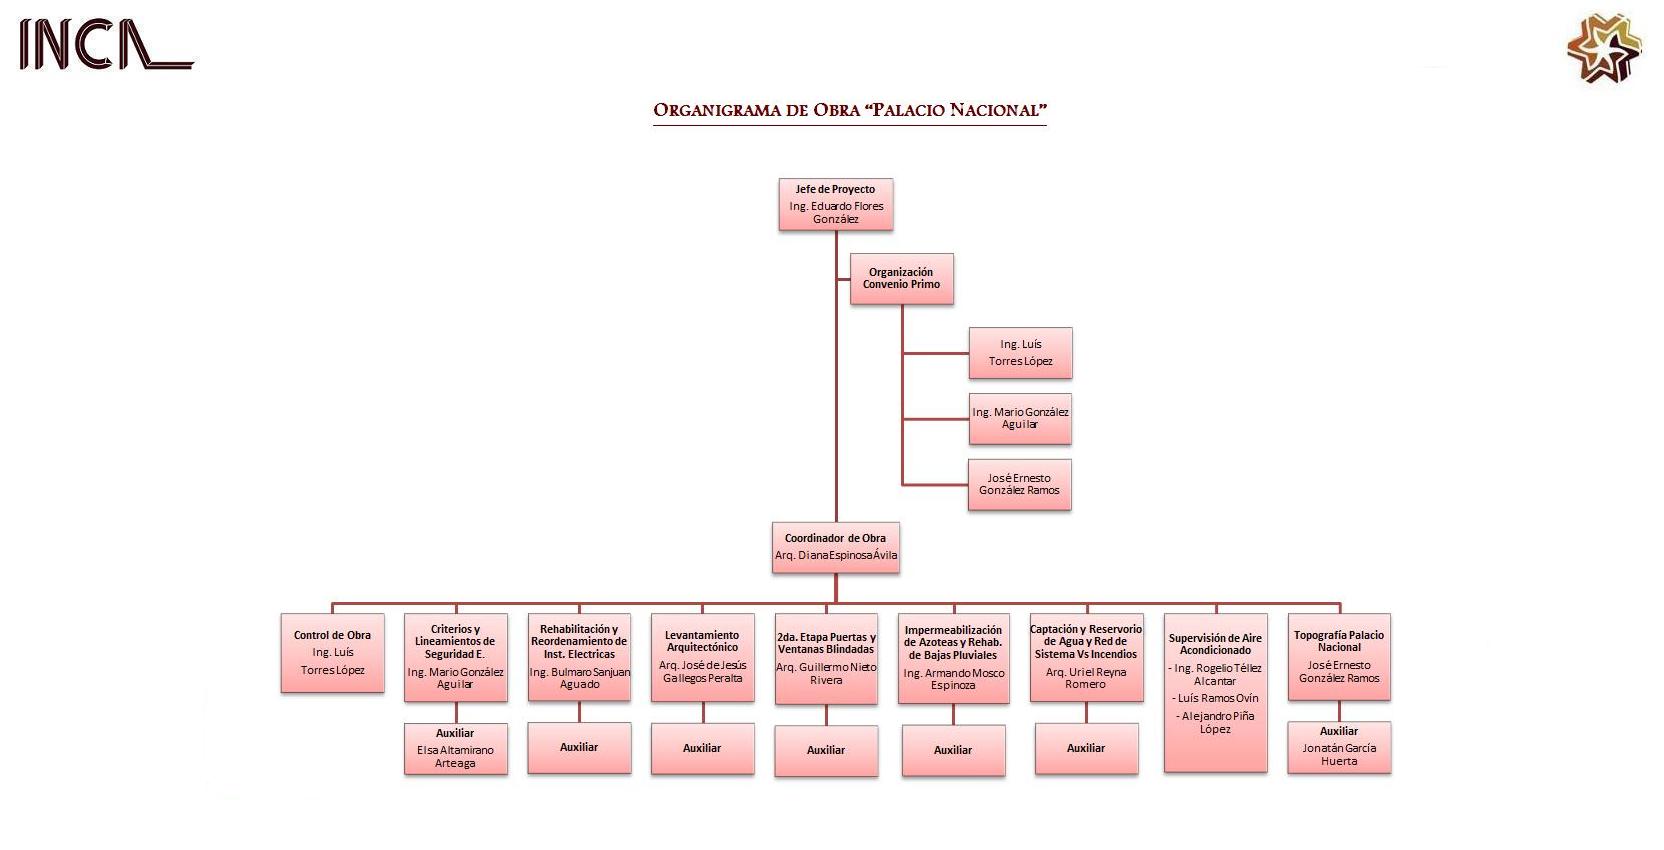 INCA
ORGANIGRAMA DE OBRA “PALACIO NACIONAL”
Jefe de Proyecto
Ing. Eduardo Flores
González
Organización
Convenio Primo
Ing. Luís
Torres López
Ing. Mario González
Aguilar
José Ernesto
González Ramos
Coordinador de Obra
Arq. Diana Espinosa Ávila
Control de Obra
Ing. Luís
Torres López
Criterios y
Lineamientos de
Seguridad E.
Ing. Mario González
Aguilar
Auxiliar
Elsa Altamirano
Arteaga
Rehabilitación y
Reordenamiento de
Inst. Electricas
Ing. Bulmaro Sanjuan
Aguado
Auxiliar
Levantamiento
Arquitectónico
Arq. José de Jesús
Gallegos Peralta
Auxiliar
2da. Etapa Puertas y
Ventanas Blindadas
Arq. Guillermo Nieto
Rivera
Auxiliar
Impermeabilización
de Azoteas y Rehab.
de Bajas Pluviales
Ing. Armando Mosco
Espinoza
Auxiliar
Captación y Reservorio
de Agua y Red de
Sistema Vs Incendios
Arq. Uriel Reyna
Romero
Auxiliar
Supervisión de Aire
Acondicionado
- Ing. Rogelio Téllez
Alcantar
- Luís Ramos Ovín
- Alejandro Piña
López
Topografía Palacio
Nacional
José Ernesto
González Ramos
Auxiliar
Jonatán García
Huerta